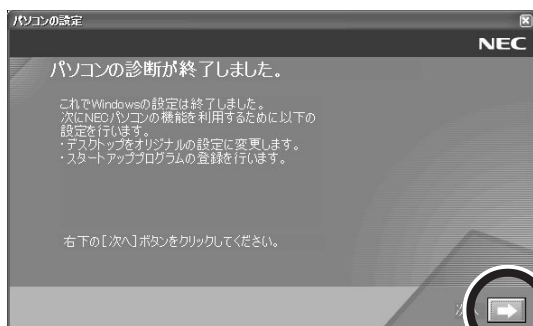 パソコンの設定
NEC
パソコンの診断が終了しました。
これでWindowsの設定は終了しました。
次にNECパソコンの機能を利用するために以下の
設定を行います。
・デスクトップをオリジナルの設定に変更します。
・スタートアッププログラムの登録を行います。
右下の[次へ]ボタンをクリックしてください。